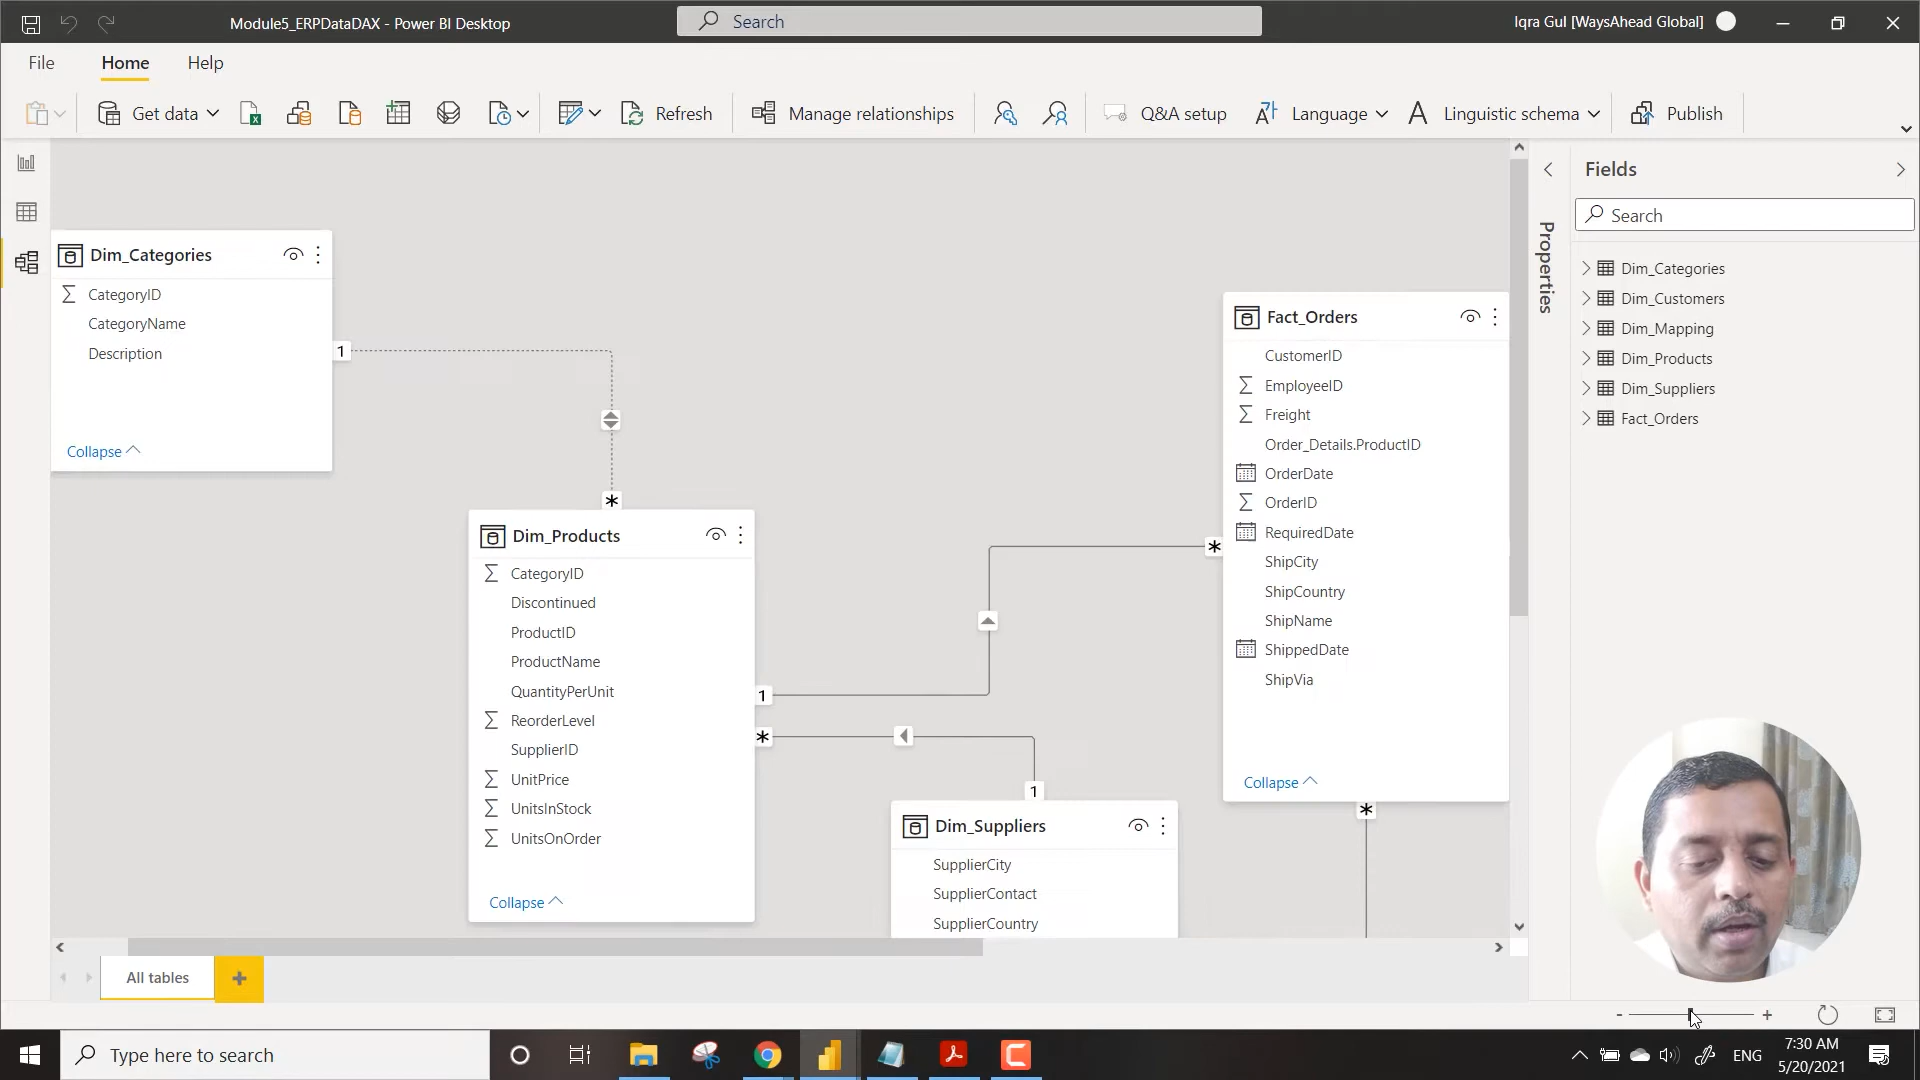 Module5_ERPDataDAX - Power BI Desktop
Search
Iqra Gul [WaysAhead Global]
File
Home
Help
Get data
Refresh
Manage relationships
Q&A setup
Language
Linguistic schema
Publish
Dim_Categories
CategoryID
CategoryName
Description
Collapse
1
*
Dim_Products
CategoryID
Discontinued
ProductID
ProductName
QuantityPerUnit
ReorderLevel
SupplierID
UnitPrice
UnitsInStock
UnitsOnOrder
Collapse
1
*
*
1
Dim_Suppliers
SupplierCity
SupplierContact
SupplierCountry
Fact_Orders
CustomerID
EmployeeID
Freight
Order_Details.ProductID
OrderDate
OrderID
RequiredDate
ShipCity
ShipCountry
ShipName
ShippedDate
ShipVia
Collapse
*
Properties
Fields
Search
Dim_Categories
Dim_Customers
Dim_Mapping
Dim_Products
Dim_Suppliers
Fact_Orders
All tables
+
- +
Type here to search
ENG
7:30 AM
5/20/2021